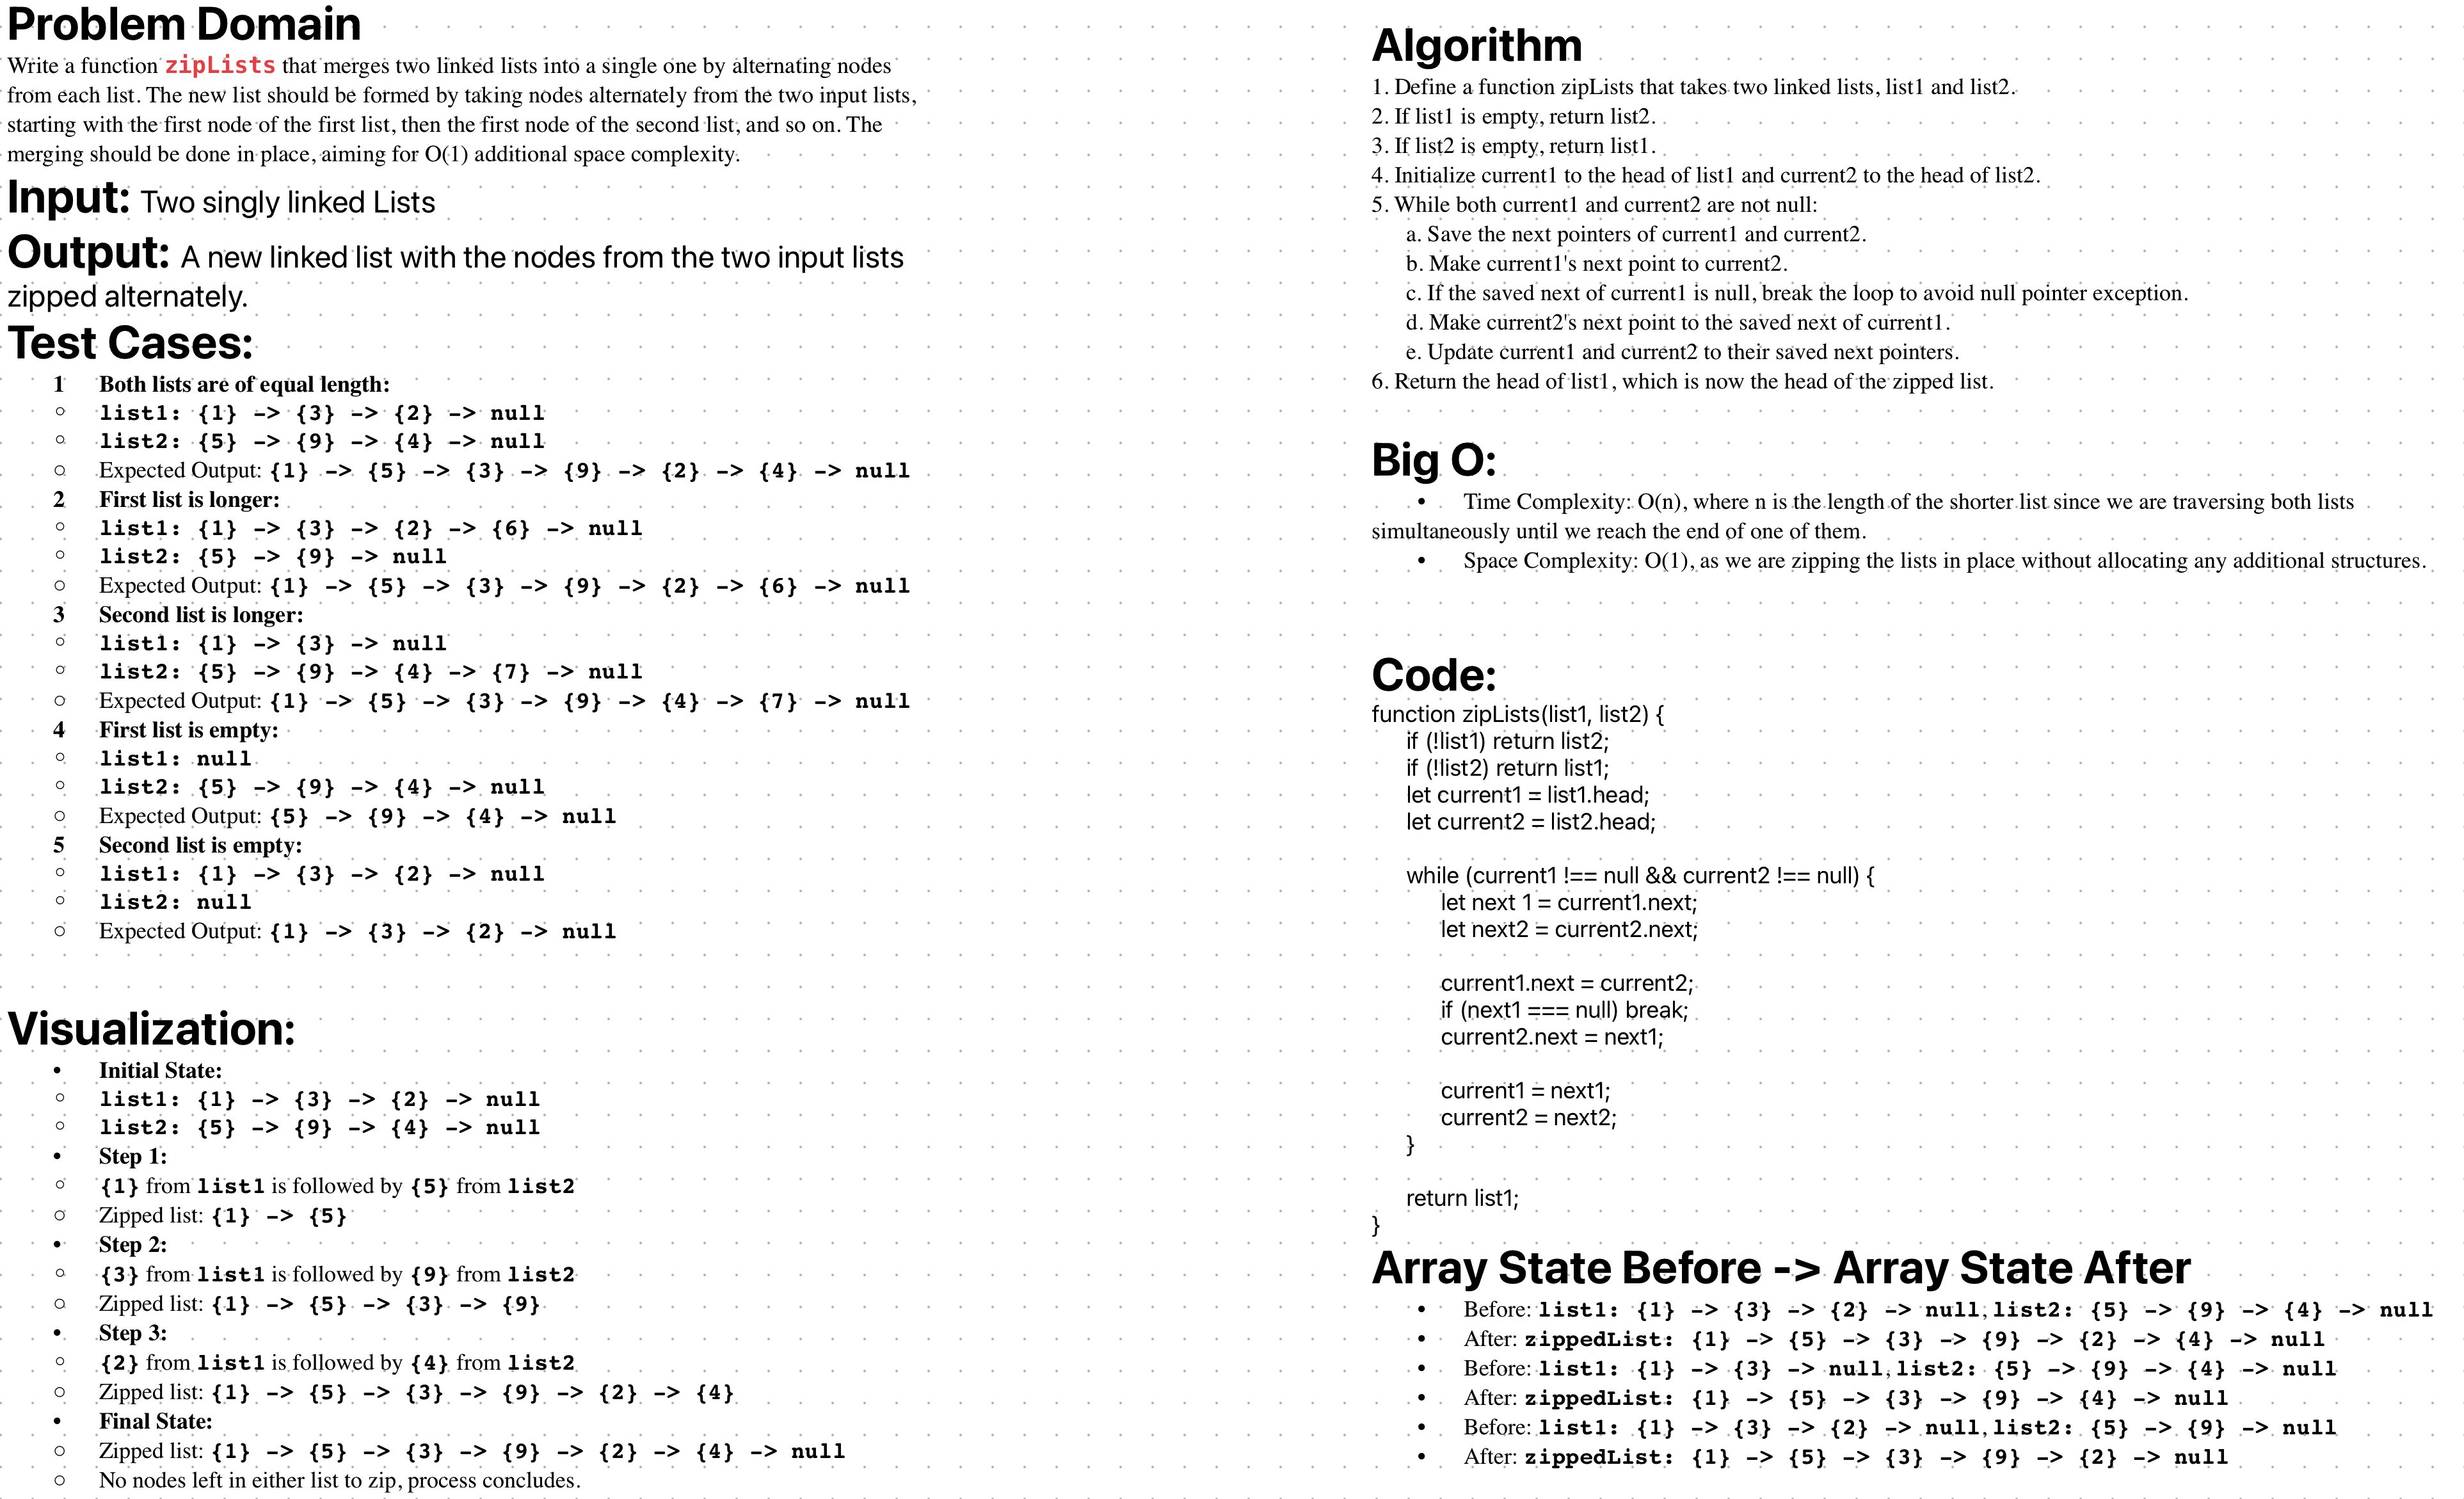 Problem Domain
Write a function zipLists that merges two linked lists into a single one by alternating nodes
from each list. The new list should be formed by taking nodes alternately from the two input lists,
starting with the first node of the first list, then the first node of the second list, and so on. The
merging should be done in place, aiming for O(1) additional space complexity.
Input: Two singly linked Lists
Output: A new linked list with the nodes from the two input lists
zipped alternately.
Test Cases:
1 Both lists are of equal length:
○ list1: {1} -> {3} -> {2} -> null
○ list2: {5} -> {9} -> {4} -> null
○ Expected Output: {1} -> {5} -> {3} -> {9} -> {2} -> {4} -> null
2 First list is longer:
○ list1: {1} -> {3} -> {2} -> {6} -> null
○ list2: {5} -> {9} -> null
○ Expected Output: {1} -> {5} -> {3} -> {9} -> {2} -> {6} -> null
3 Second list is longer:
○ list1: {1} -> {3} -> null
○ list2: {5} -> {9} -> {4} -> {7} -> null
○ Expected Output: {1} -> {5} -> {3} -> {9} -> {4} -> {7} -> null
4 First list is empty:
○ list1: null
○ list2: {5} -> {9} -> {4} -> null
○ Expected Output: {5} -> {9} -> {4} -> null
5 Second list is empty:
○ list1: {1} -> {3} -> {2} -> null
○ list2: null
○ Expected Output: {1} -> {3} -> {2} -> null
Visualization:
• Initial State:
○ list1: {1} -> {3} -> {2} -> null
○ list2: {5} -> {9} -> {4} -> null
• Step 1:
○ {1} from list1 is followed by {5} from list2
○ Zipped list: {1} -> {5}
• Step 2:
○ {3} from list1 is followed by {9} from list2
○ Zipped list: {1} -> {5} -> {3} -> {9}
• Step 3:
○ {2} from list1 is followed by {4} from list2
○ Zipped list: {1} -> {5} -> {3} -> {9} -> {2} -> {4}
• Final State:
○ Zipped list: {1} -> {5} -> {3} -> {9} -> {2} -> {4} -> null
○ No nodes left in either list to zip, process concludes.
Algorithm
1. Define a function zipLists that takes two linked lists, list1 and list2.
2. If list1 is empty, return list2.
3. If list2 is empty, return list1.
4. Initialize current1 to the head of list1 and current2 to the head of list2.
5. While both current1 and current2 are not null:
a. Save the next pointers of current1 and current2.
b. Make current1's next point to current2.
c. If the saved next of current1 is null, break the loop to avoid null pointer exception.
d. Make current2's next point to the saved next of current1.
e. Update current1 and current2 to their saved next pointers.
6. Return the head of list1, which is now the head of the zipped list.
Big O:
• Time Complexity: O(n), where n is the length of the shorter list since we are traversing both lists
simultaneously until we reach the end of one of them.
• Space Complexity: O(1), as we are zipping the lists in place without allocating any additional structures.
Code:
function zipLists(list1, list2) {
if (!list1) return list2;
if (!list2) return list1;
let current1 = list1.head;
let current2 = list2.head;
while (current1 !== null && current2 !== null) {
let next 1 = current1.next;
let next2 = current2.next;
current1.next = current2;
if (next1 === null) break;
current2.next = next1;
current1 = next1;
current2 = next2;
}
return list1;
}
Array State Before -> Array State After
• Before: list1: {1} -> {3} -> {2} -> null, list2: {5} -> {9} -> {4} -> null
• After: zippedList: {1} -> {5} -> {3} -> {9} -> {2} -> {4} -> null
• Before: list1: {1} -> {3} -> null, list2: {5} -> {9} -> {4} -> null
• After: zippedList: {1} -> {5} -> {3} -> {9} -> {4} -> null
• Before: list1: {1} -> {3} -> {2} -> null, list2: {5} -> {9} -> null
• After: zippedList: {1} -> {5} -> {3} -> {9} -> {2} -> null